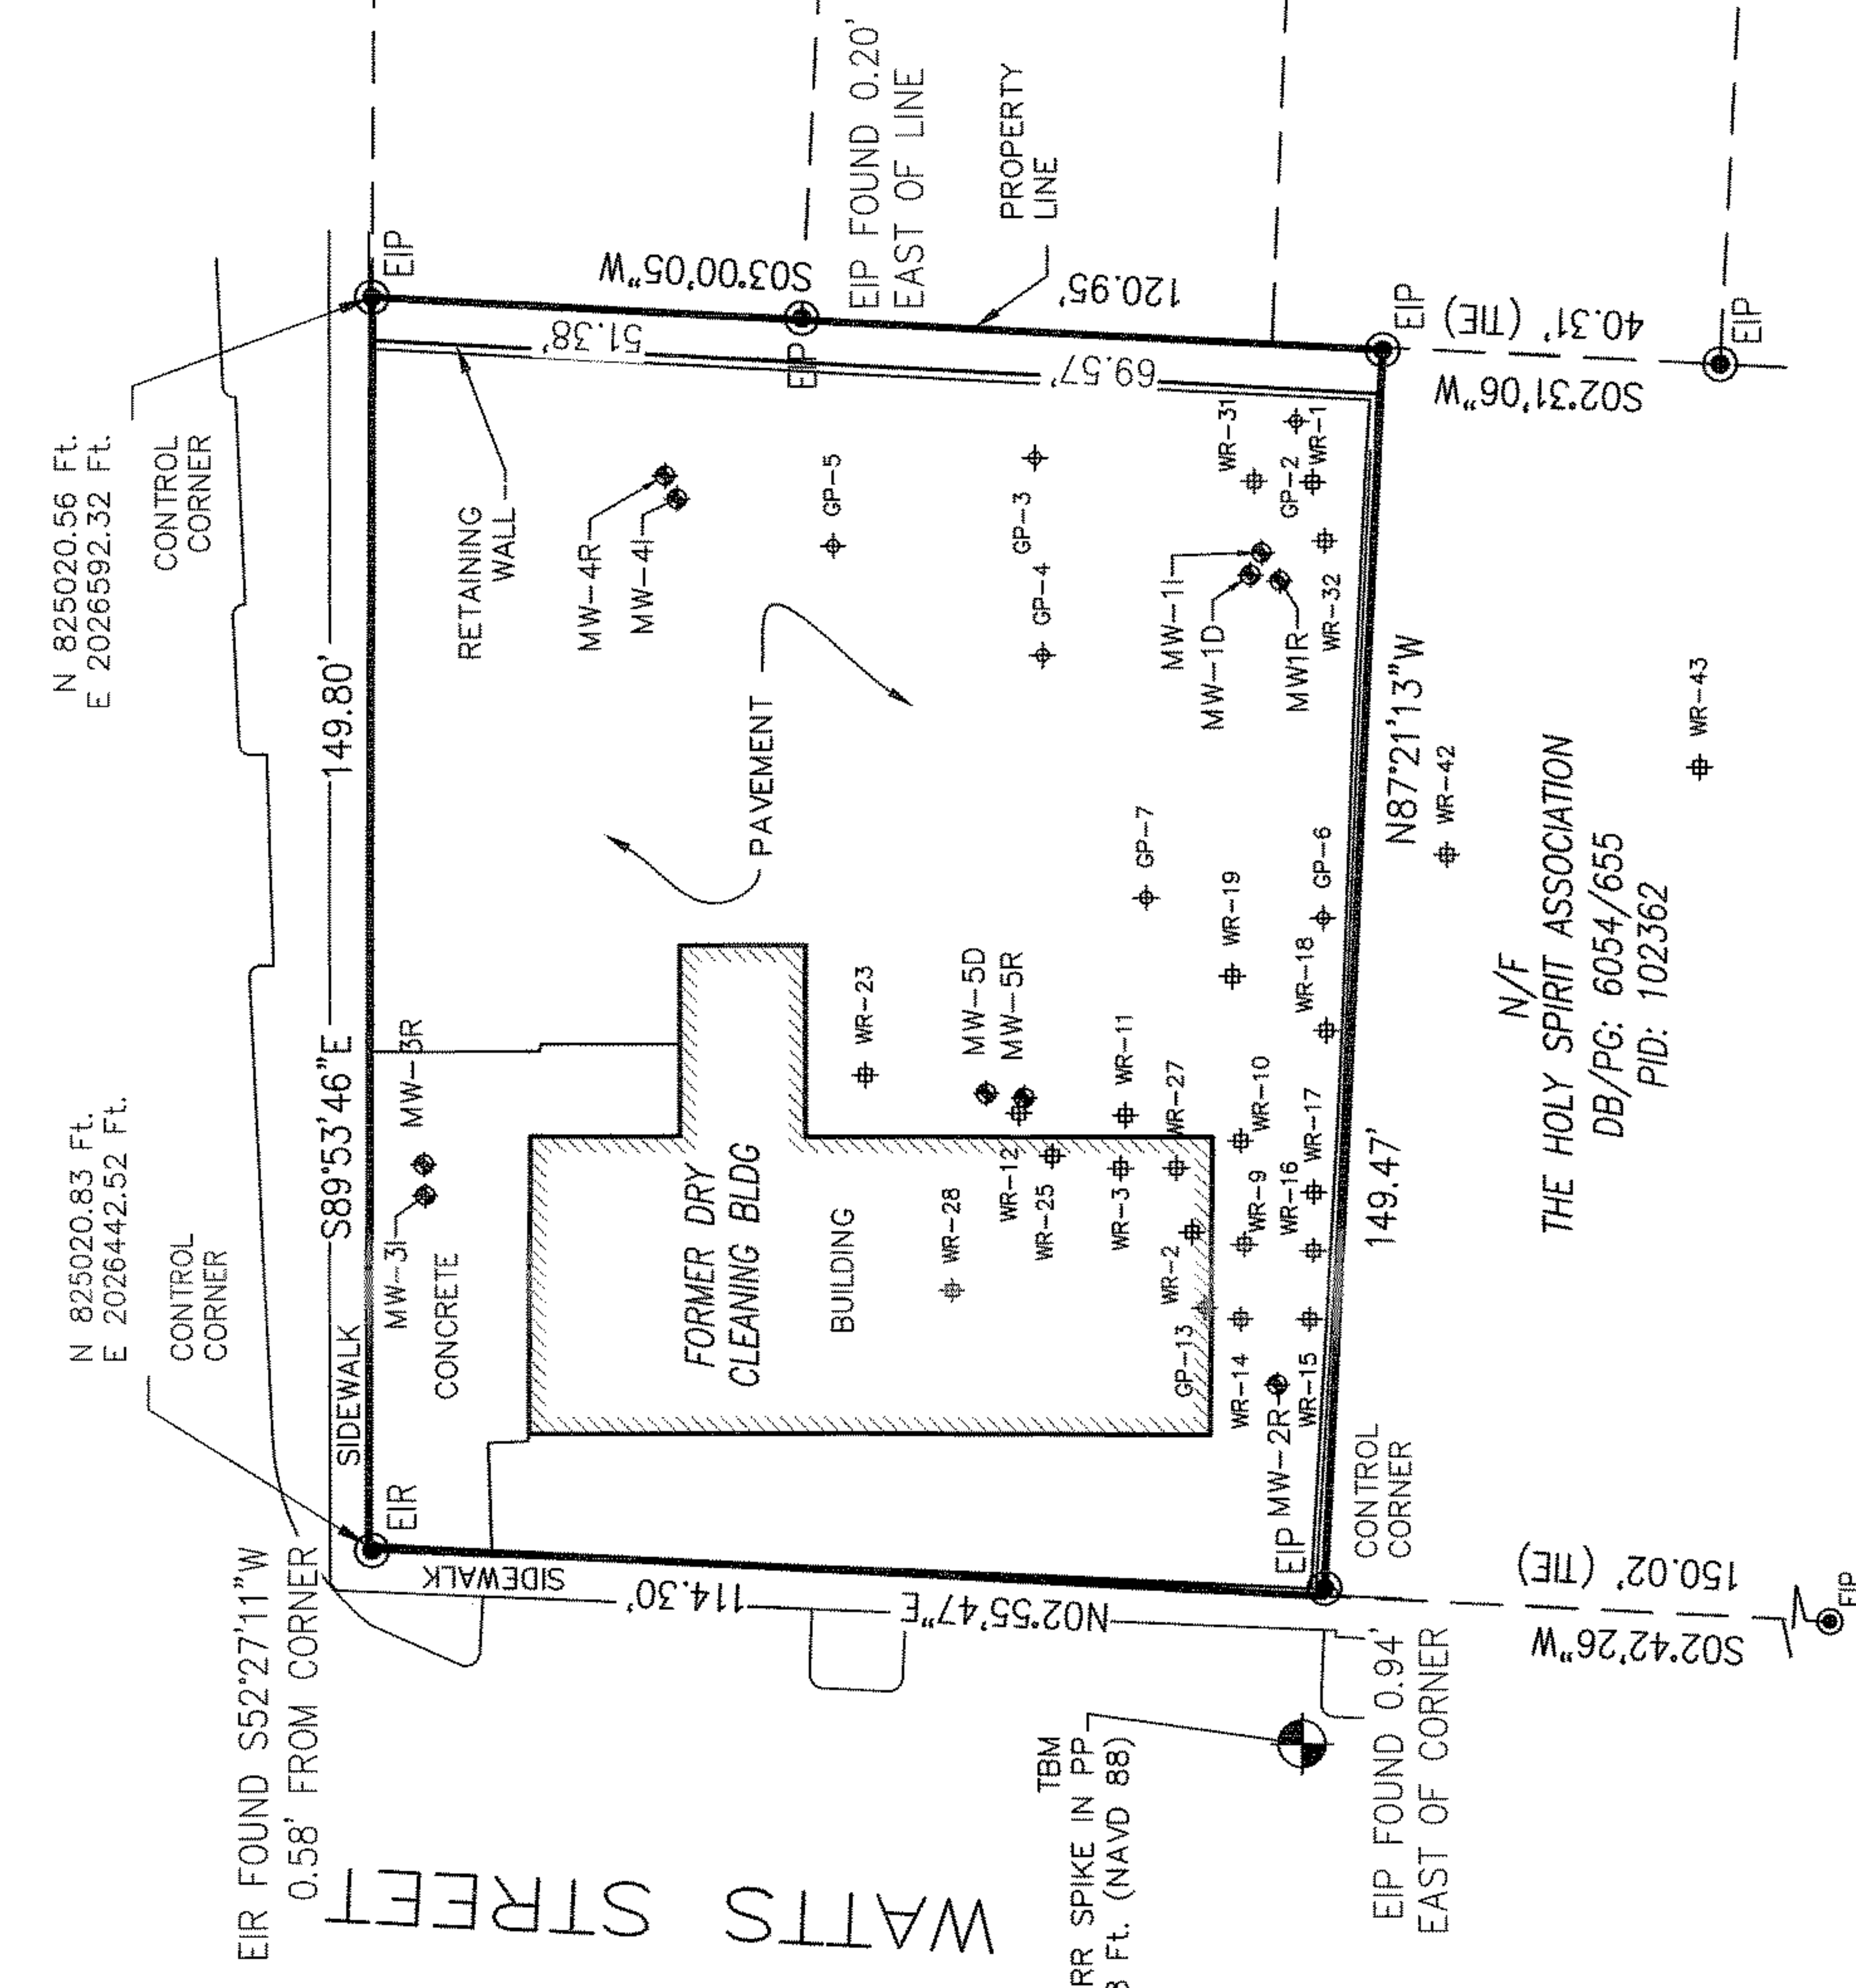 N 825020.56 Ft.
E 2026592.32 Ft.
CONTROL
CORNER
N 825020.83 Ft.
E 2026442.52 Ft.
CONTROL
CORNER
EIR FOUND S52°27'11"W
0.58' FROM CORNER
SIDEWALK
S89°53'46"E
149.80'
EIR
EIP
MW-3I
MW-3R
CONCRETE
RETAINING
WALL
MW-4R
MW-4I
51.38'
S03°00'05"W
EIP
EIP FOUND 0.20'
EAST OF LINE
PROPERTY
LINE
120.95'
69.57'
SIDEWALK
114.30'
N02°55'47"E
FORMER DRY
CLEANING BLDG
BUILDING
PAVEMENT
GP-5
GP-3
GP-4
GP-7
WR-23
MW-5D
MW-5R
WR-28
WR-12
WR-25
WR-11
WR-3
WR-27
WR-2
GP-13
WR-19
WR-10
WR-9
WR-14
MW-1I
MW-1D
MW1R
WR-31
GP-2
WR-1
WR-32
GP-6
WR-18
WR-17
WR-16
WR-15
MW-2R
EIP
CONTROL
CORNER
149.47'
N87°21'13"W
EIP
40.31' (TIE)
S02°31'06"W
EIP
WR-42
WR-43
N/F
THE HOLY SPIRIT ASSOCIATION
DB/PG: 6054/655
PID: 102362
150.02' (TIE)
S02°42'26"W
EIP
WATTS STREET
TBM
RR SPIKE IN PP
Ft. (NAVD 88)
EIP FOUND 0.94'
EAST OF CORNER